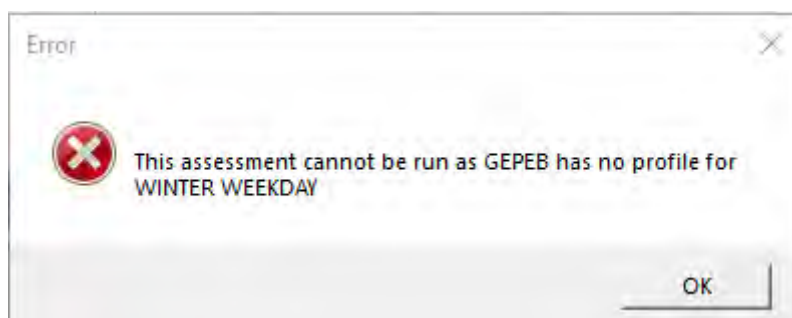 Error
This assessment cannot be run as GEPEB has no profile for
WINTER WEEKDAY
OK